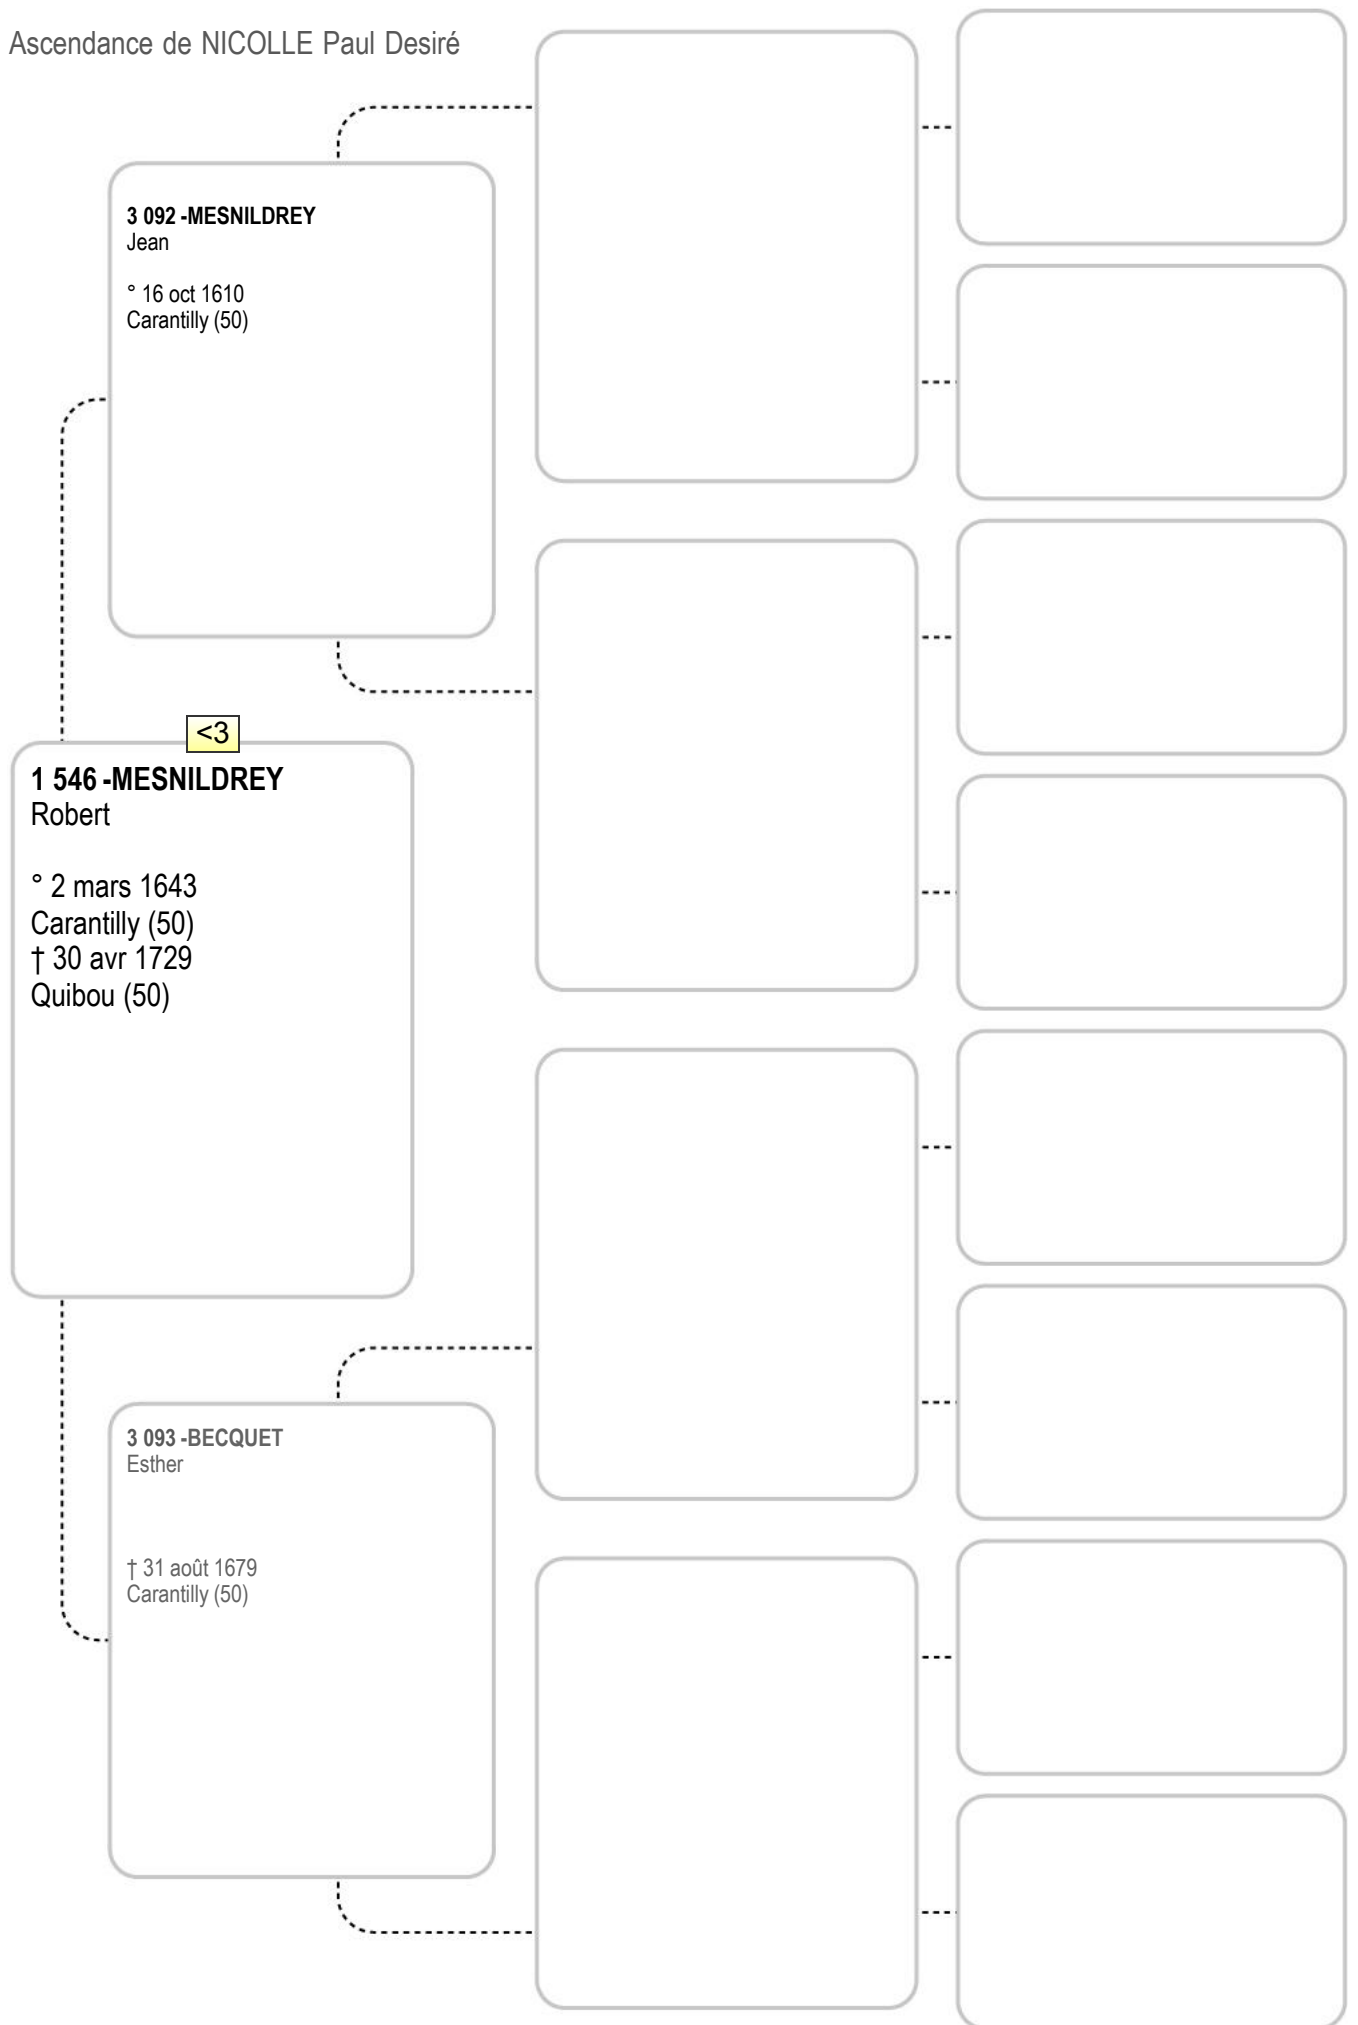 Ascendance de NICOLLE Paul Desiré
3 092 -MESNILDREY
Jean
° 16 oct 1610
Carantilly (50)
<3
1 546 -MESNILDREY
Robert
° 2 mars 1643
Carantilly (50)
† 30 avr 1729
Quibou (50)
3 093 -BECQUET
Esther
† 31 août 1679
Carantilly (50)